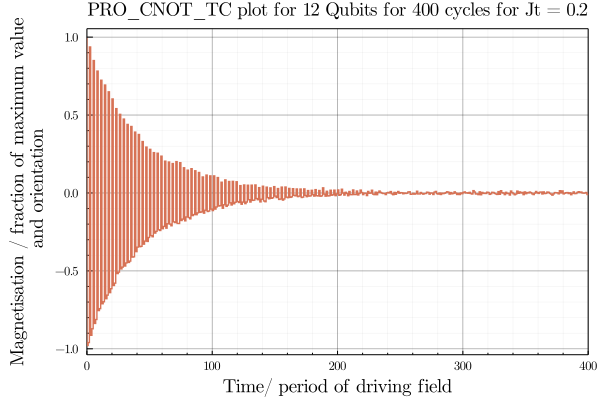 PRO_CNOT_TC plot for 12 Qubits for 400 cycles for Jt = 0.2
Magnetisation / fraction of maximum value
and orientation
1.0
0.5
0.0
−0.5
−1.0
0
100
200
300
400
Time/ period of driving field